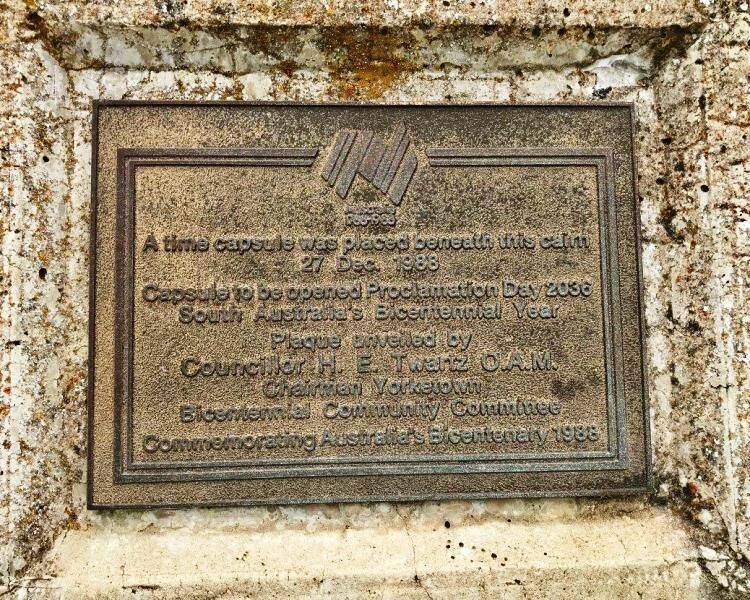 A time capsule was placed beneath this cairn
27 Dec. 1988
Capsule to be opened Proclamation Day 2036
South Australia's Bicentennial Year
Plaque unveiled by
Councillor H. E. Twartz O.A.M.
Chairman Yorketown
Bicentennial Community Committee
Commemorating Australia's Bicentenary 1988